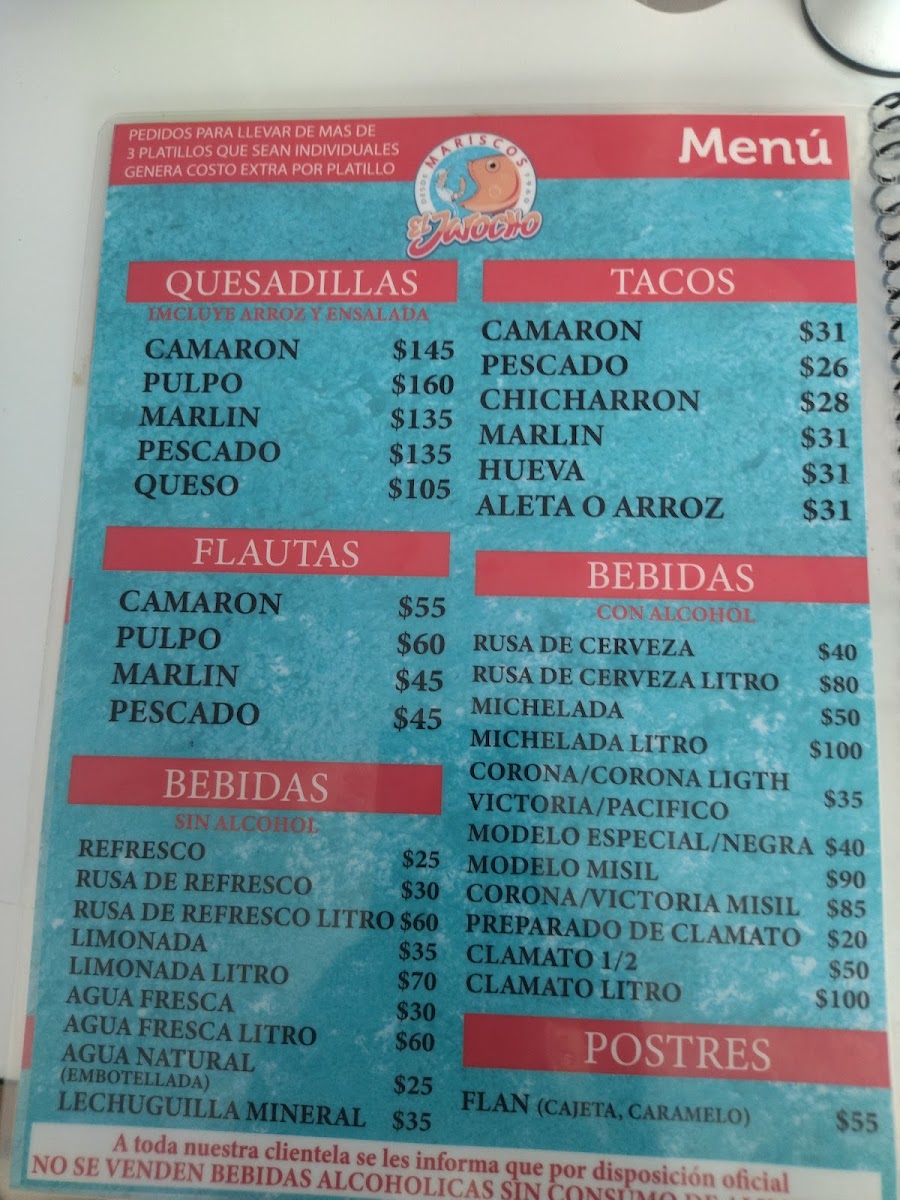 PEDIDOS PARA LLEVAR DE MAS DE
3 PLATILLOS QUE SEAN INDIVIDUALES
GENERA COSTO EXTRA POR PLATILLO
MARISCOS
DESDE 1960
EL JAROCHO
Menú
QUESADILLAS
IMCLUYE ARROZ Y ENSALADA
CAMARON $145
PULPO $160
MARLIN $135
PESCADO $135
QUESO $105
FLAUTAS
CAMARON $55
PULPO $60
MARLIN $45
PESCADO $45
BEBIDAS
SIN ALCOHOL
REFRESCO $25
RUSA DE REFRESCO $30
RUSA DE REFRESCO LITRO $60
LIMONADA $35
LIMONADA LITRO $70
AGUA FRESCA $30
AGUA FRESCA LITRO $60
AGUA NATURAL
(EMBOTELLADA) $25
LECHUGUILLA MINERAL $35
TACOS
CAMARON $31
PESCADO $26
CHICHARRON $28
MARLIN $31
HUEVA $31
ALETA O ARROZ $31
BEBIDAS
CON ALCOHOL
RUSA DE CERVEZA $40
RUSA DE CERVEZA LITRO $80
MICHELADA $50
MICHELADA LITRO $100
CORONA/CORONA LIGTH
VICTORIA/PACIFICO $35
MODELO ESPECIAL/NEGRA $40
MODELO MISIL $90
CORONA/VICTORIA MISIL $85
PREPARADO DE CLAMATO $20
CLAMATO 1/2 $50
CLAMATO LITRO $100
POSTRES
FLAN (CAJETA, CARAMELO) $55
A toda nuestra clientela se les informa que por disposición oficial
NO SE VENDEN BEBIDAS ALCOHOLICAS SIN CONSUMO